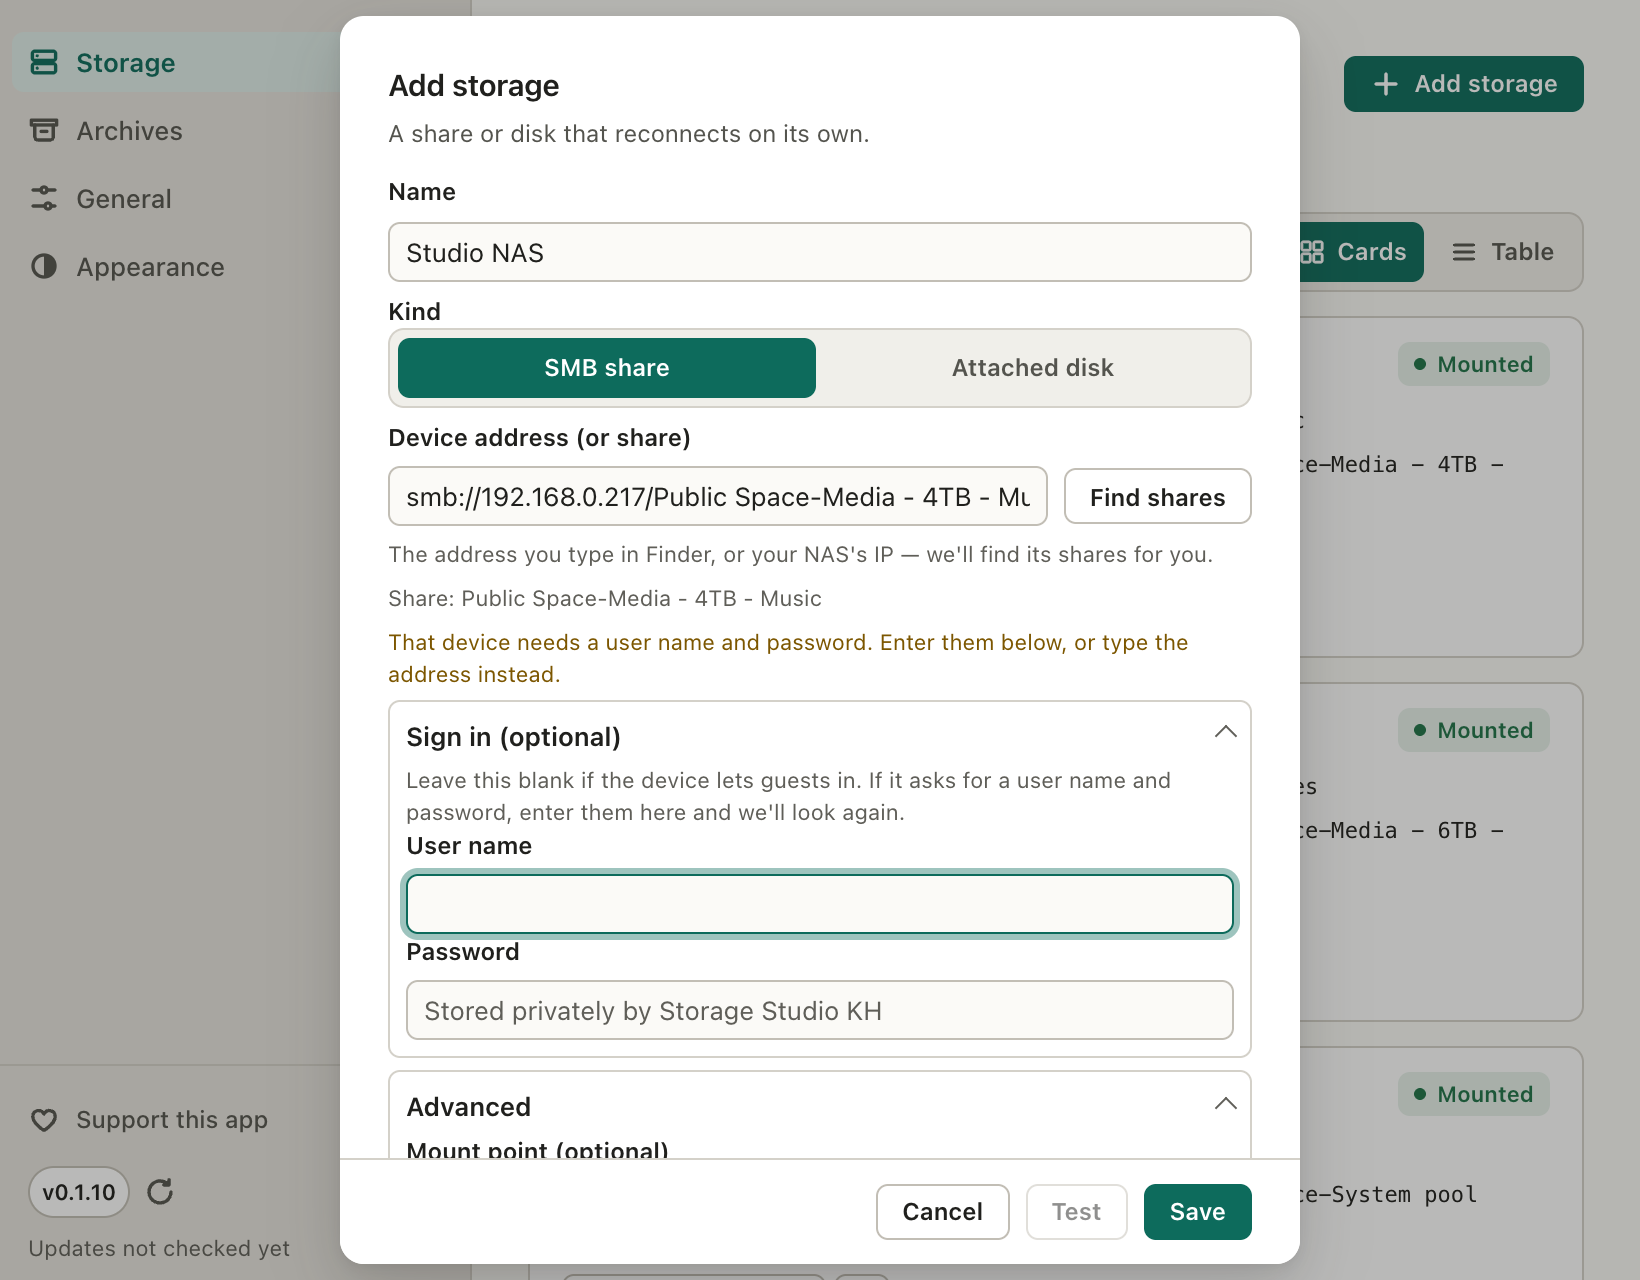 Storage
Archives
General
Appearance
Support this app
v0.1.10
Updates not checked yet
Add storage
A share or disk that reconnects on its own.
Name
Studio NAS
Kind
SMB share
Attached disk
Device address (or share)
smb://192.168.0.217/Public Space-Media - 4TB - Mu
Find shares
The address you type in Finder, or your NAS's IP — we'll find its shares for you.
Share: Public Space-Media - 4TB - Music
That device needs a user name and password. Enter them below, or type the
address instead.
Sign in (optional)
Leave this blank if the device lets guests in. If it asks for a user name and
password, enter them here and we'll look again.
User name
Password
Stored privately by Storage Studio KH
Advanced
Mount point (optional)
Cancel
Test
Save
Add storage
Cards
Table
Mounted
ce-Media - 4TB -
Mounted
es
ce-Media - 6TB -
Mounted
ce-System pool